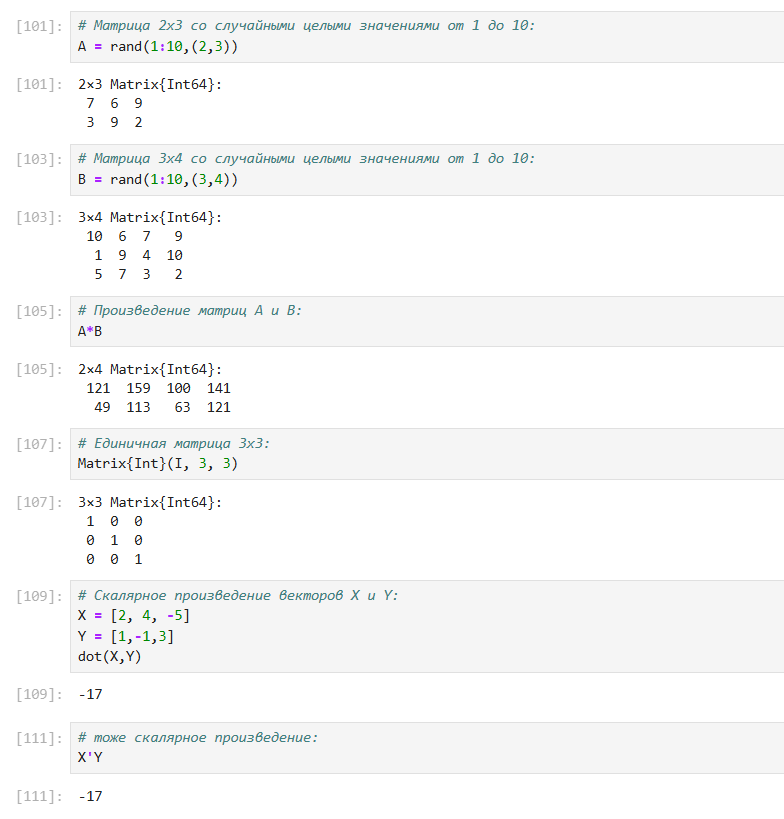 [101]: # Матрица 2x3 со случайными целыми значениями от 1 до 10:
A = rand(1:10,(2,3))
[101]: 2×3 Matrix{Int64}:
7 6 9
3 9 2
[103]: # Матрица 3x4 со случайными целыми значениями от 1 до 10:
B = rand(1:10,(3,4))
[103]: 3×4 Matrix{Int64}:
10 6 7 9
1 9 4 10
5 7 3 2
[105]: # Произведение матриц A и B:
A*B
[105]: 2×4 Matrix{Int64}:
121 159 100 141
49 113 63 121
[107]: # Единичная матрица 3x3:
Matrix{Int}(I, 3, 3)
[107]: 3×3 Matrix{Int64}:
1 0 0
0 1 0
0 0 1
[109]: # Скалярное произведение векторов X и Y:
X = [2, 4, -5]
Y = [1,-1,3]
dot(X,Y)
[109]: -17
[111]: # тоже скалярное произведение:
X'Y
[111]: -17